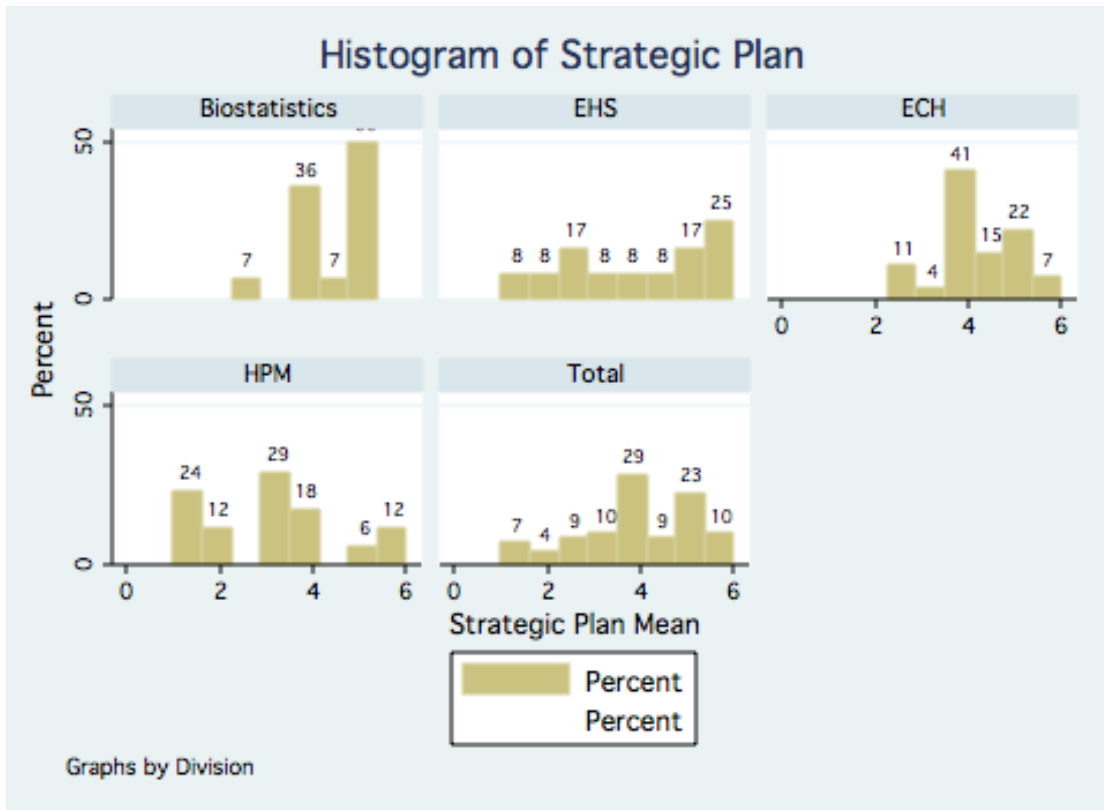 Histogram of Strategic Plan
Biostatistics EHS ECH
Percent
50
0
7 36 7
8 8 17 8 8 8 17 25
11 4 41 15 22 7
0 2 4 6
HPM Total
50
0
24 12 29 18 6 12
7 4 9 10 29 9 23 10
0 2 4 6 0 2 4 6
Strategic Plan Mean
Percent
Percent
Graphs by Division